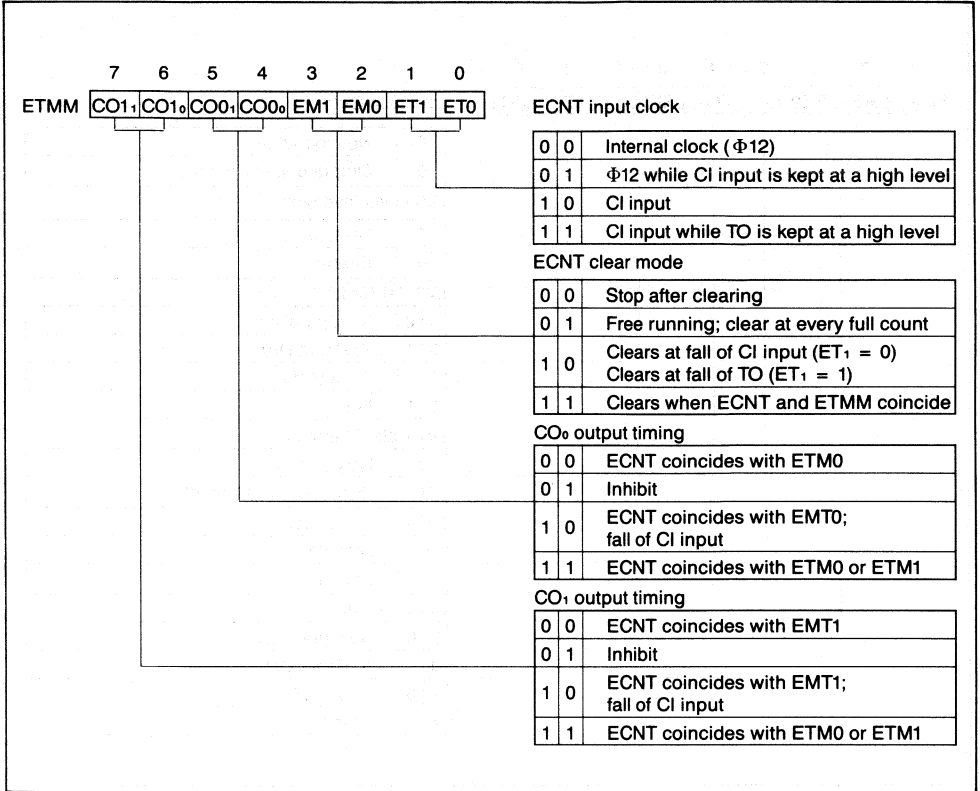 7 6 5 4 3 2 1 0
ETMM CO1₁ CO1₀ CO0₁ CO0₀ EM1 EM0 ET1 ET0
ECNT input clock
0 0 Internal clock (Φ12)
0 1 Φ12 while CI input is kept at a high level
1 0 CI input
1 1 CI input while TO is kept at a high level
ECNT clear mode
0 0 Stop after clearing
0 1 Free running; clear at every full count
1 0 Clears at fall of CI input (ET₁ = 0)
Clears at fall of TO (ET₁ = 1)
1 1 Clears when ECNT and ETMM coincide
CO₀ output timing
0 0 ECNT coincides with ETM0
0 1 Inhibit
1 0 ECNT coincides with EMT0;
fall of CI input
1 1 ECNT coincides with ETM0 or ETM1
CO₁ output timing
0 0 ECNT coincides with EMT1
0 1 Inhibit
1 0 ECNT coincides with EMT1;
fall of CI input
1 1 ECNT coincides with ETM0 or ETM1